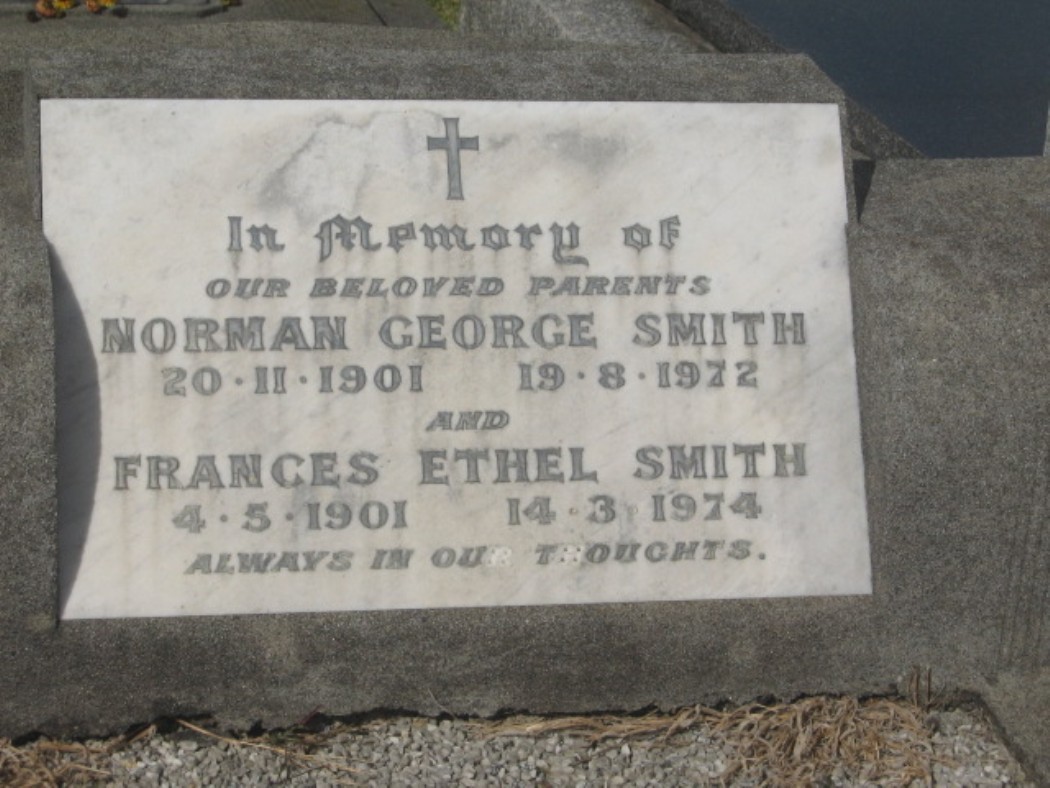 In Memory of
OUR BELOVED PARENTS
NORMAN GEORGE SMITH
20·11·1901 19·8·1972
AND
FRANCES ETHEL SMITH
4·5·1901 14·3·1974
ALWAYS IN OUR THOUGHTS.